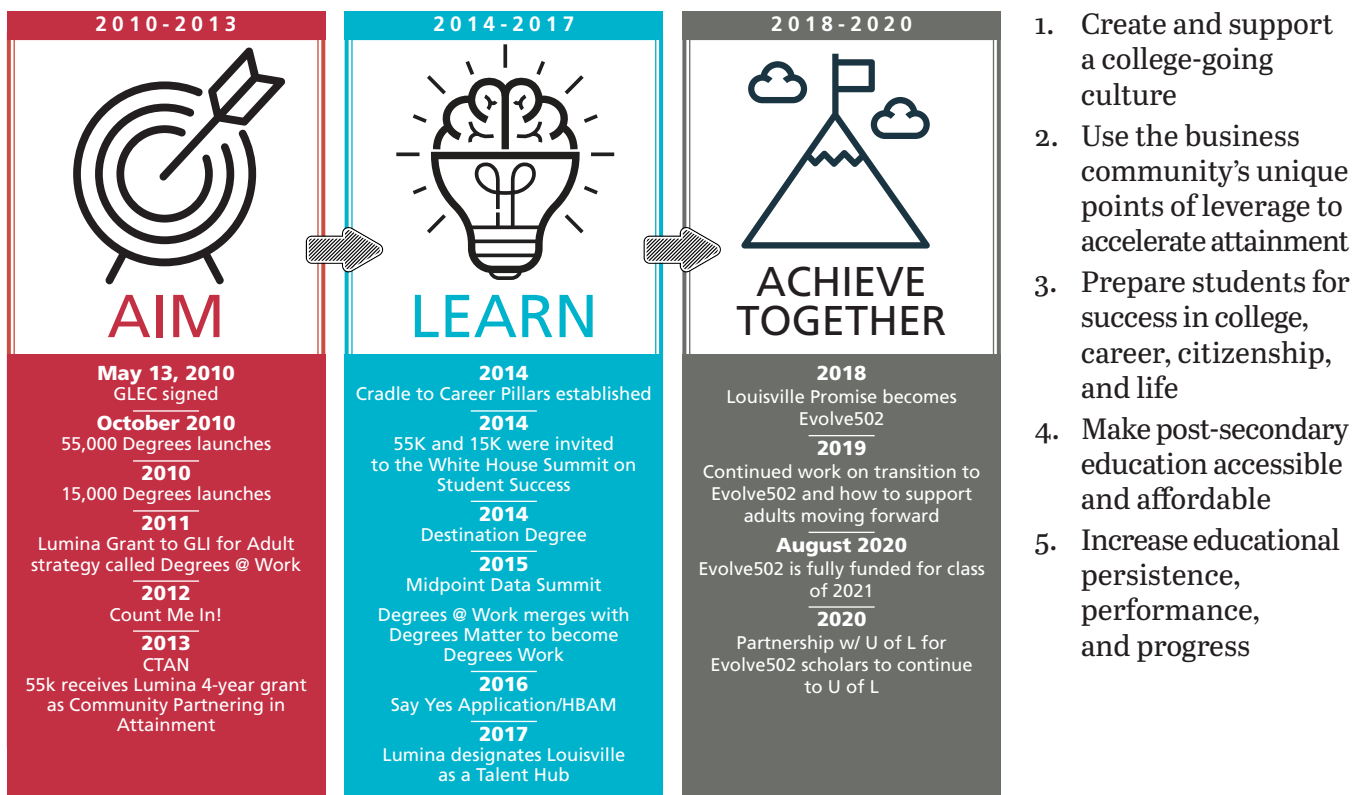 2010-2013
AIM
May 13, 2010
GLEC signed
October 2010
55,000 Degrees launches
2010
15,000 Degrees launches
2011
Lumina Grant to GLI for Adult
strategy called Degrees @ Work
2012
Count Me In!
2013
CTAN
55k receives Lumina 4-year grant
as Community Partnering in
Attainment
2014-2017
LEARN
2014
Cradle to Career Pillars established
2014
55K and 15K were invited
to the White House Summit on
Student Success
2014
Destination Degree
2015
Midpoint Data Summit
Degrees @ Work merges with
Degrees Matter to become
Degrees Work
2016
Say Yes Application/HBAM
2017
Lumina designates Louisville
as a Talent Hub
2018-2020
ACHIEVE
TOGETHER
2018
Louisville Promise becomes
Evolve502
2019
Continued work on transition to
Evolve502 and how to support
adults moving forward
August 2020
Evolve502 is fully funded for class
of 2021
2020
Partnership w/ U of L for
Evolve502 scholars to continue
to U of L
1. Create and support
a college-going
culture
2. Use the business
community’s unique
points of leverage to
accelerate attainment
3. Prepare students for
success in college,
career, citizenship,
and life
4. Make post-secondary
education accessible
and affordable
5. Increase educational
persistence,
performance,
and progress